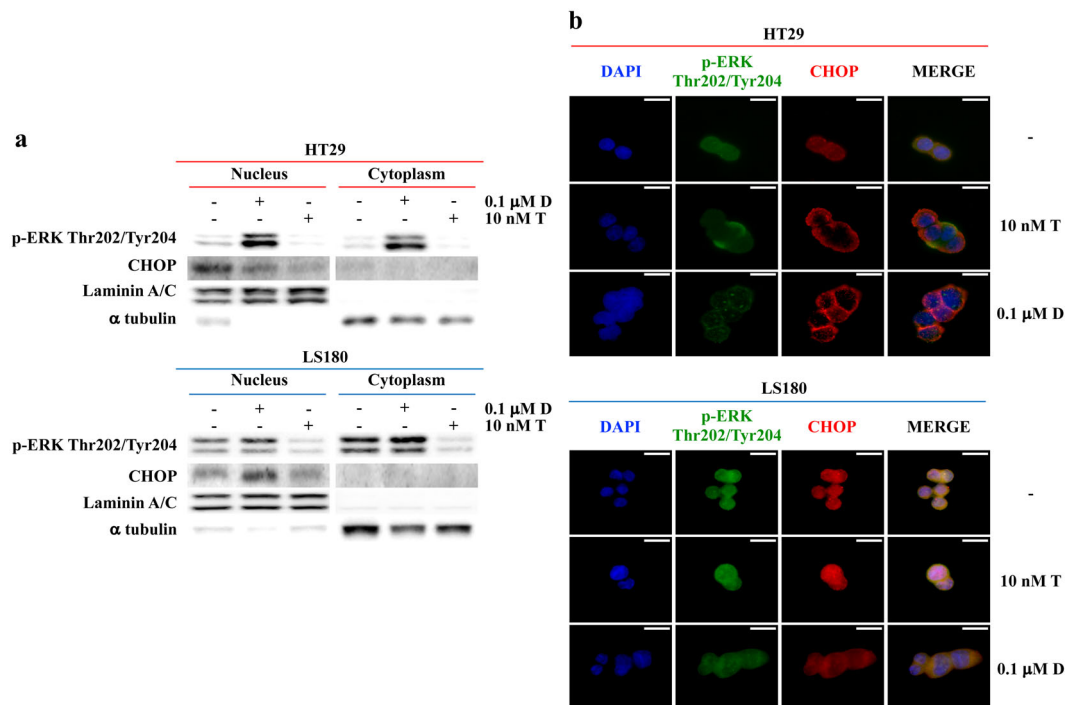 a
HT29
Nucleus Cytoplasm
- + - - + - 0.1 μM D
- - + - - + 10 nM T
p-ERK Thr202/Tyr204
CHOP
Laminin A/C
α tubulin
LS180
Nucleus Cytoplasm
- + - - + - 0.1 μM D
- - + - - + 10 nM T
p-ERK Thr202/Tyr204
CHOP
Laminin A/C
α tubulin
b
HT29
DAPI p-ERK Thr202/Tyr204 CHOP MERGE
-
10 nM T
0.1 μM D
LS180
DAPI p-ERK Thr202/Tyr204 CHOP MERGE
-
10 nM T
0.1 μM D